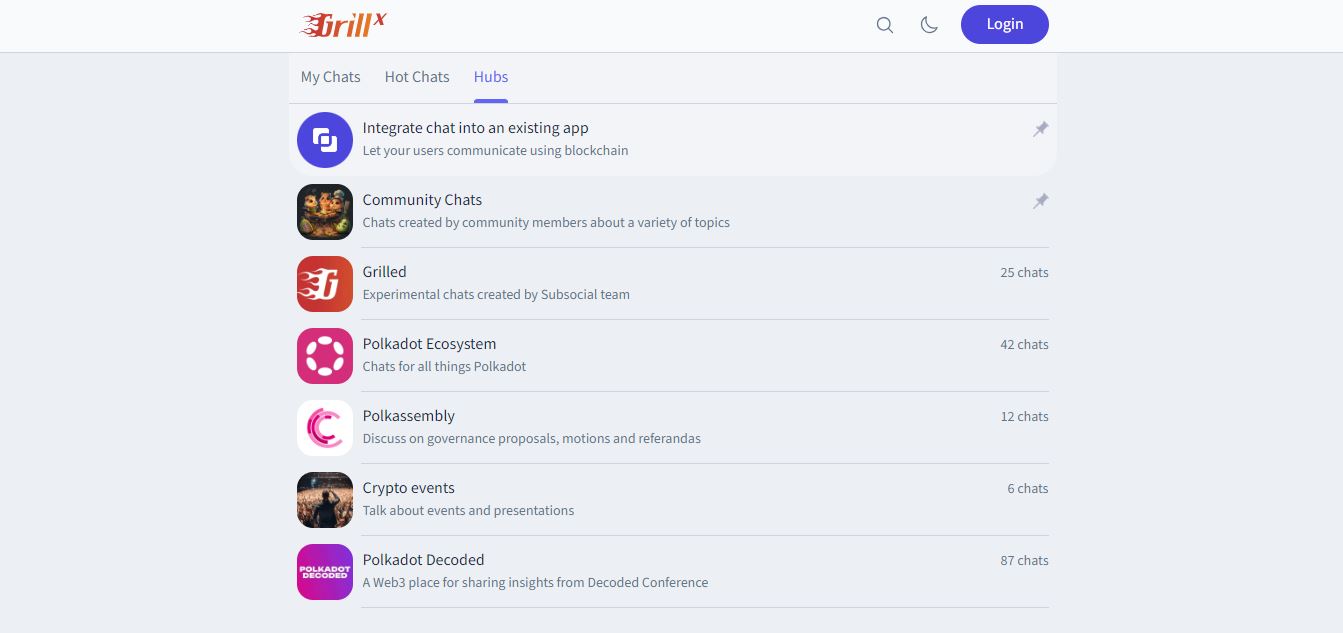 Grill X
Login
My Chats Hot Chats Hubs
Integrate chat into an existing app
Let your users communicate using blockchain
Community Chats
Chats created by community members about a variety of topics
Grilled 25 chats
Experimental chats created by Subsocial team
Polkadot Ecosystem 42 chats
Chats for all things Polkadot
Polkassembly 12 chats
Discuss on governance proposals, motions and referandas
Crypto events 6 chats
Talk about events and presentations
POLKADOT
DECODED
Polkadot Decoded 87 chats
A Web3 place for sharing insights from Decoded Conference